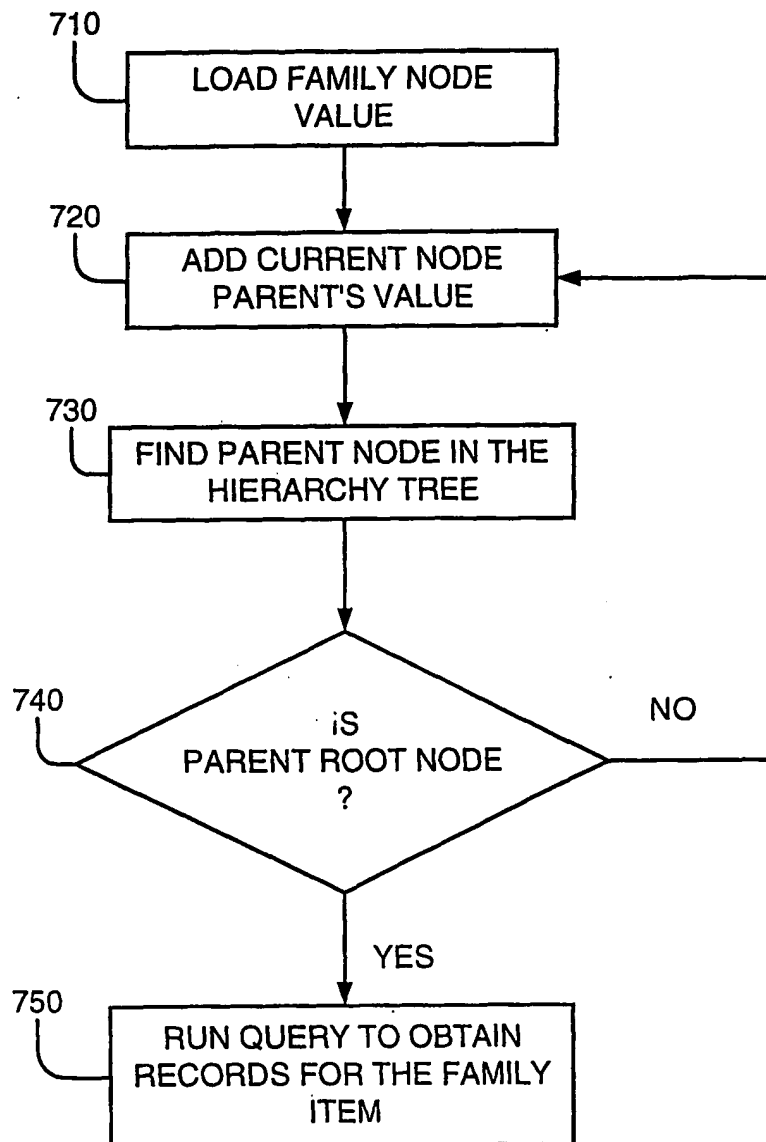 710
LOAD FAMILY NODE
VALUE
720
ADD CURRENT NODE
PARENT'S VALUE
730
FIND PARENT NODE IN THE
HIERARCHY TREE
740
iS
PARENT ROOT NODE
?
NO
YES
750
RUN QUERY TO OBTAIN
RECORDS FOR THE FAMILY
ITEM